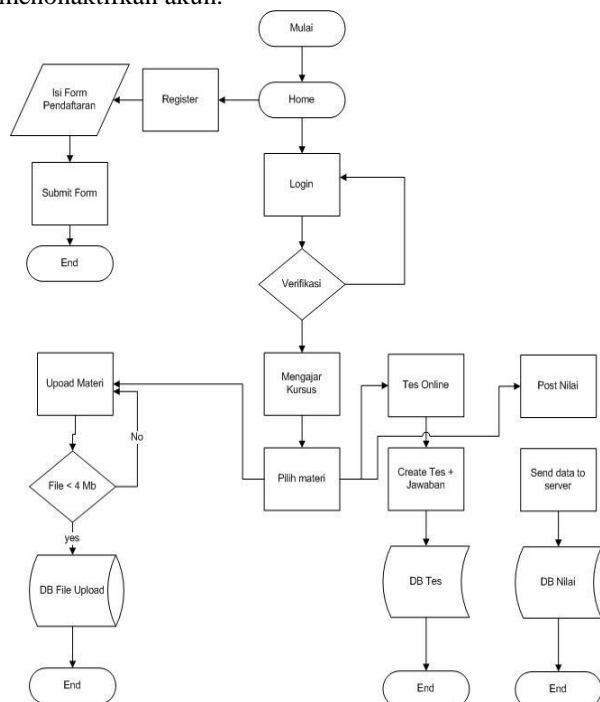 menonaktifkan akun.
Mulai
Home
Register
Isi Form
Pendaftaran
Submit Form
End
Login
Verifikasi
Mengajar
Kursus
Pilih materi
Upoad Materi
No
File < 4 Mb
yes
DB File Upload
End
Tes Online
Create Tes +
Jawaban
DB Tes
End
Post Nilai
Send data to
server
DB Nilai
End